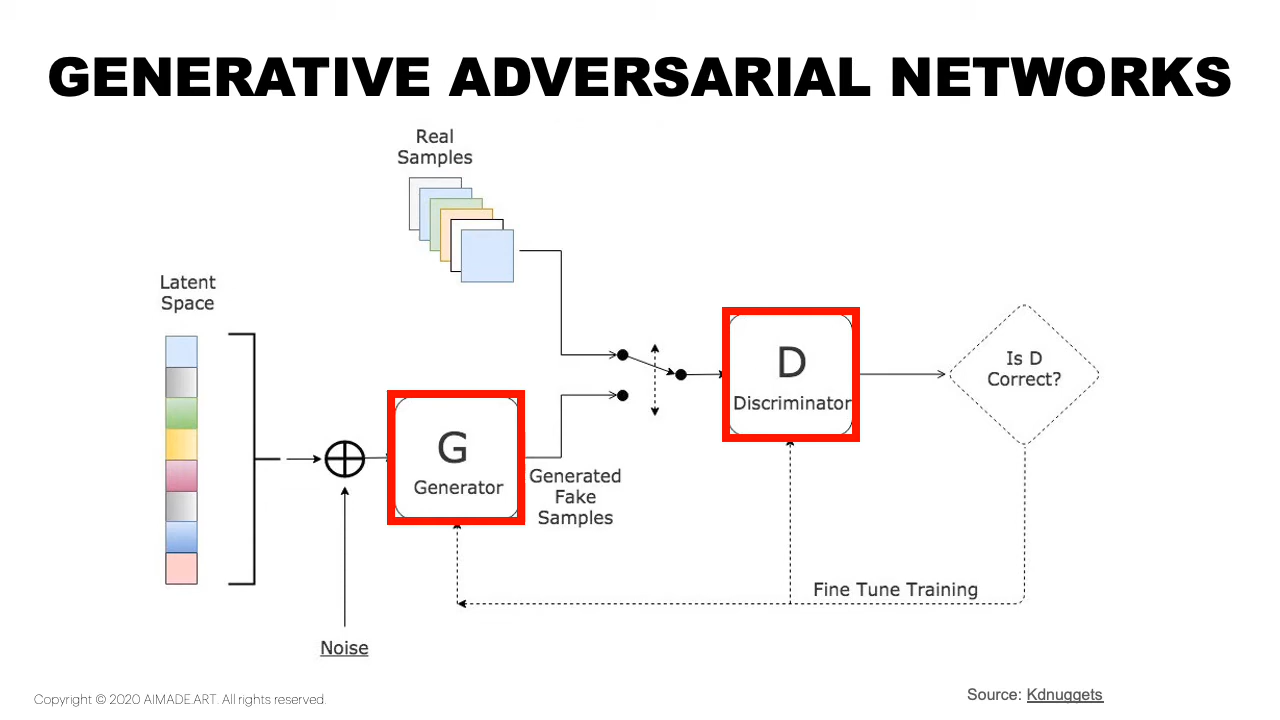 GENERATIVE ADVERSARIAL NETWORKS
Real
Samples
Latent
Space
Is D
Correct?
D
Discriminator
G
Generator
Generated
Fake
Samples
Fine Tune Training
Noise
Copyright © 2020 AIMADE.ART. All rights reserved.
Source: Kdnuggets